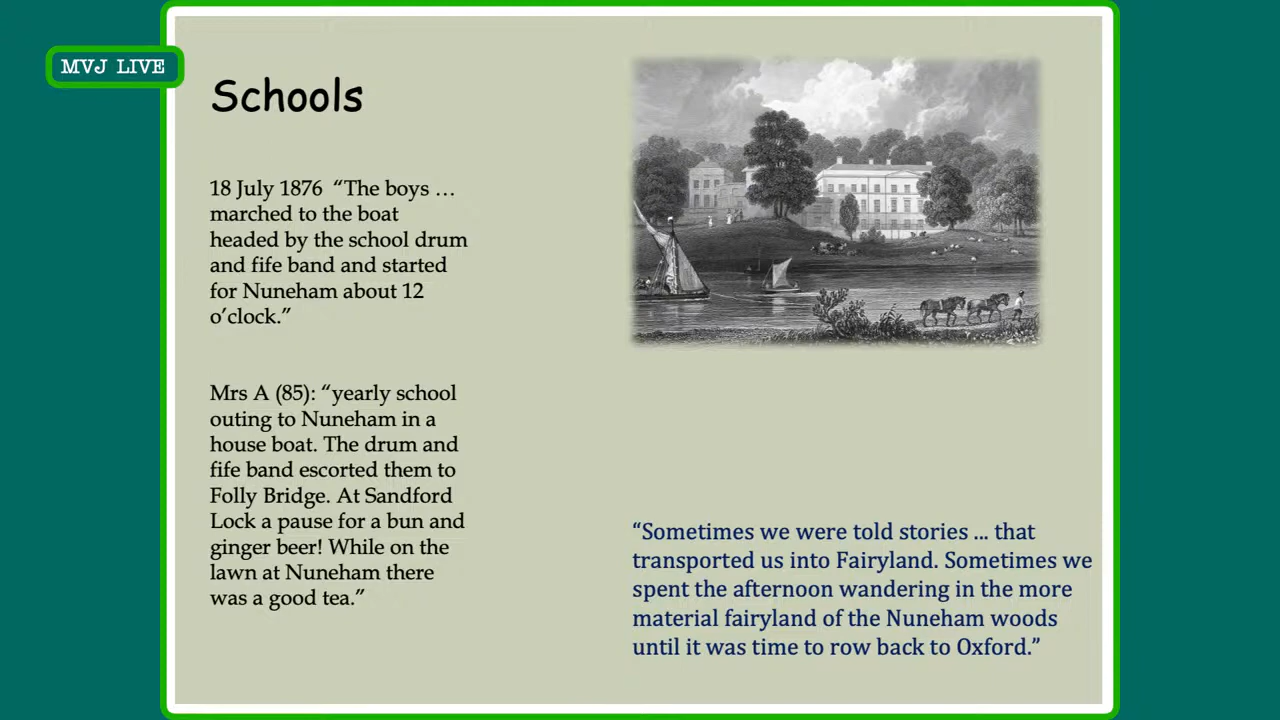 MVJ LIVE
Schools
18 July 1876 “The boys …
marched to the boat
headed by the school drum
and fife band and started
for Nuneham about 12
o’clock.”
Mrs A (85): “yearly school
outing to Nuneham in a
house boat. The drum and
fife band escorted them to
Folly Bridge. At Sandford
Lock a pause for a bun and
ginger beer! While on the
lawn at Nuneham there
was a good tea.”
“Sometimes we were told stories ... that
transported us into Fairyland. Sometimes we
spent the afternoon wandering in the more
material fairyland of the Nuneham woods
until it was time to row back to Oxford.”